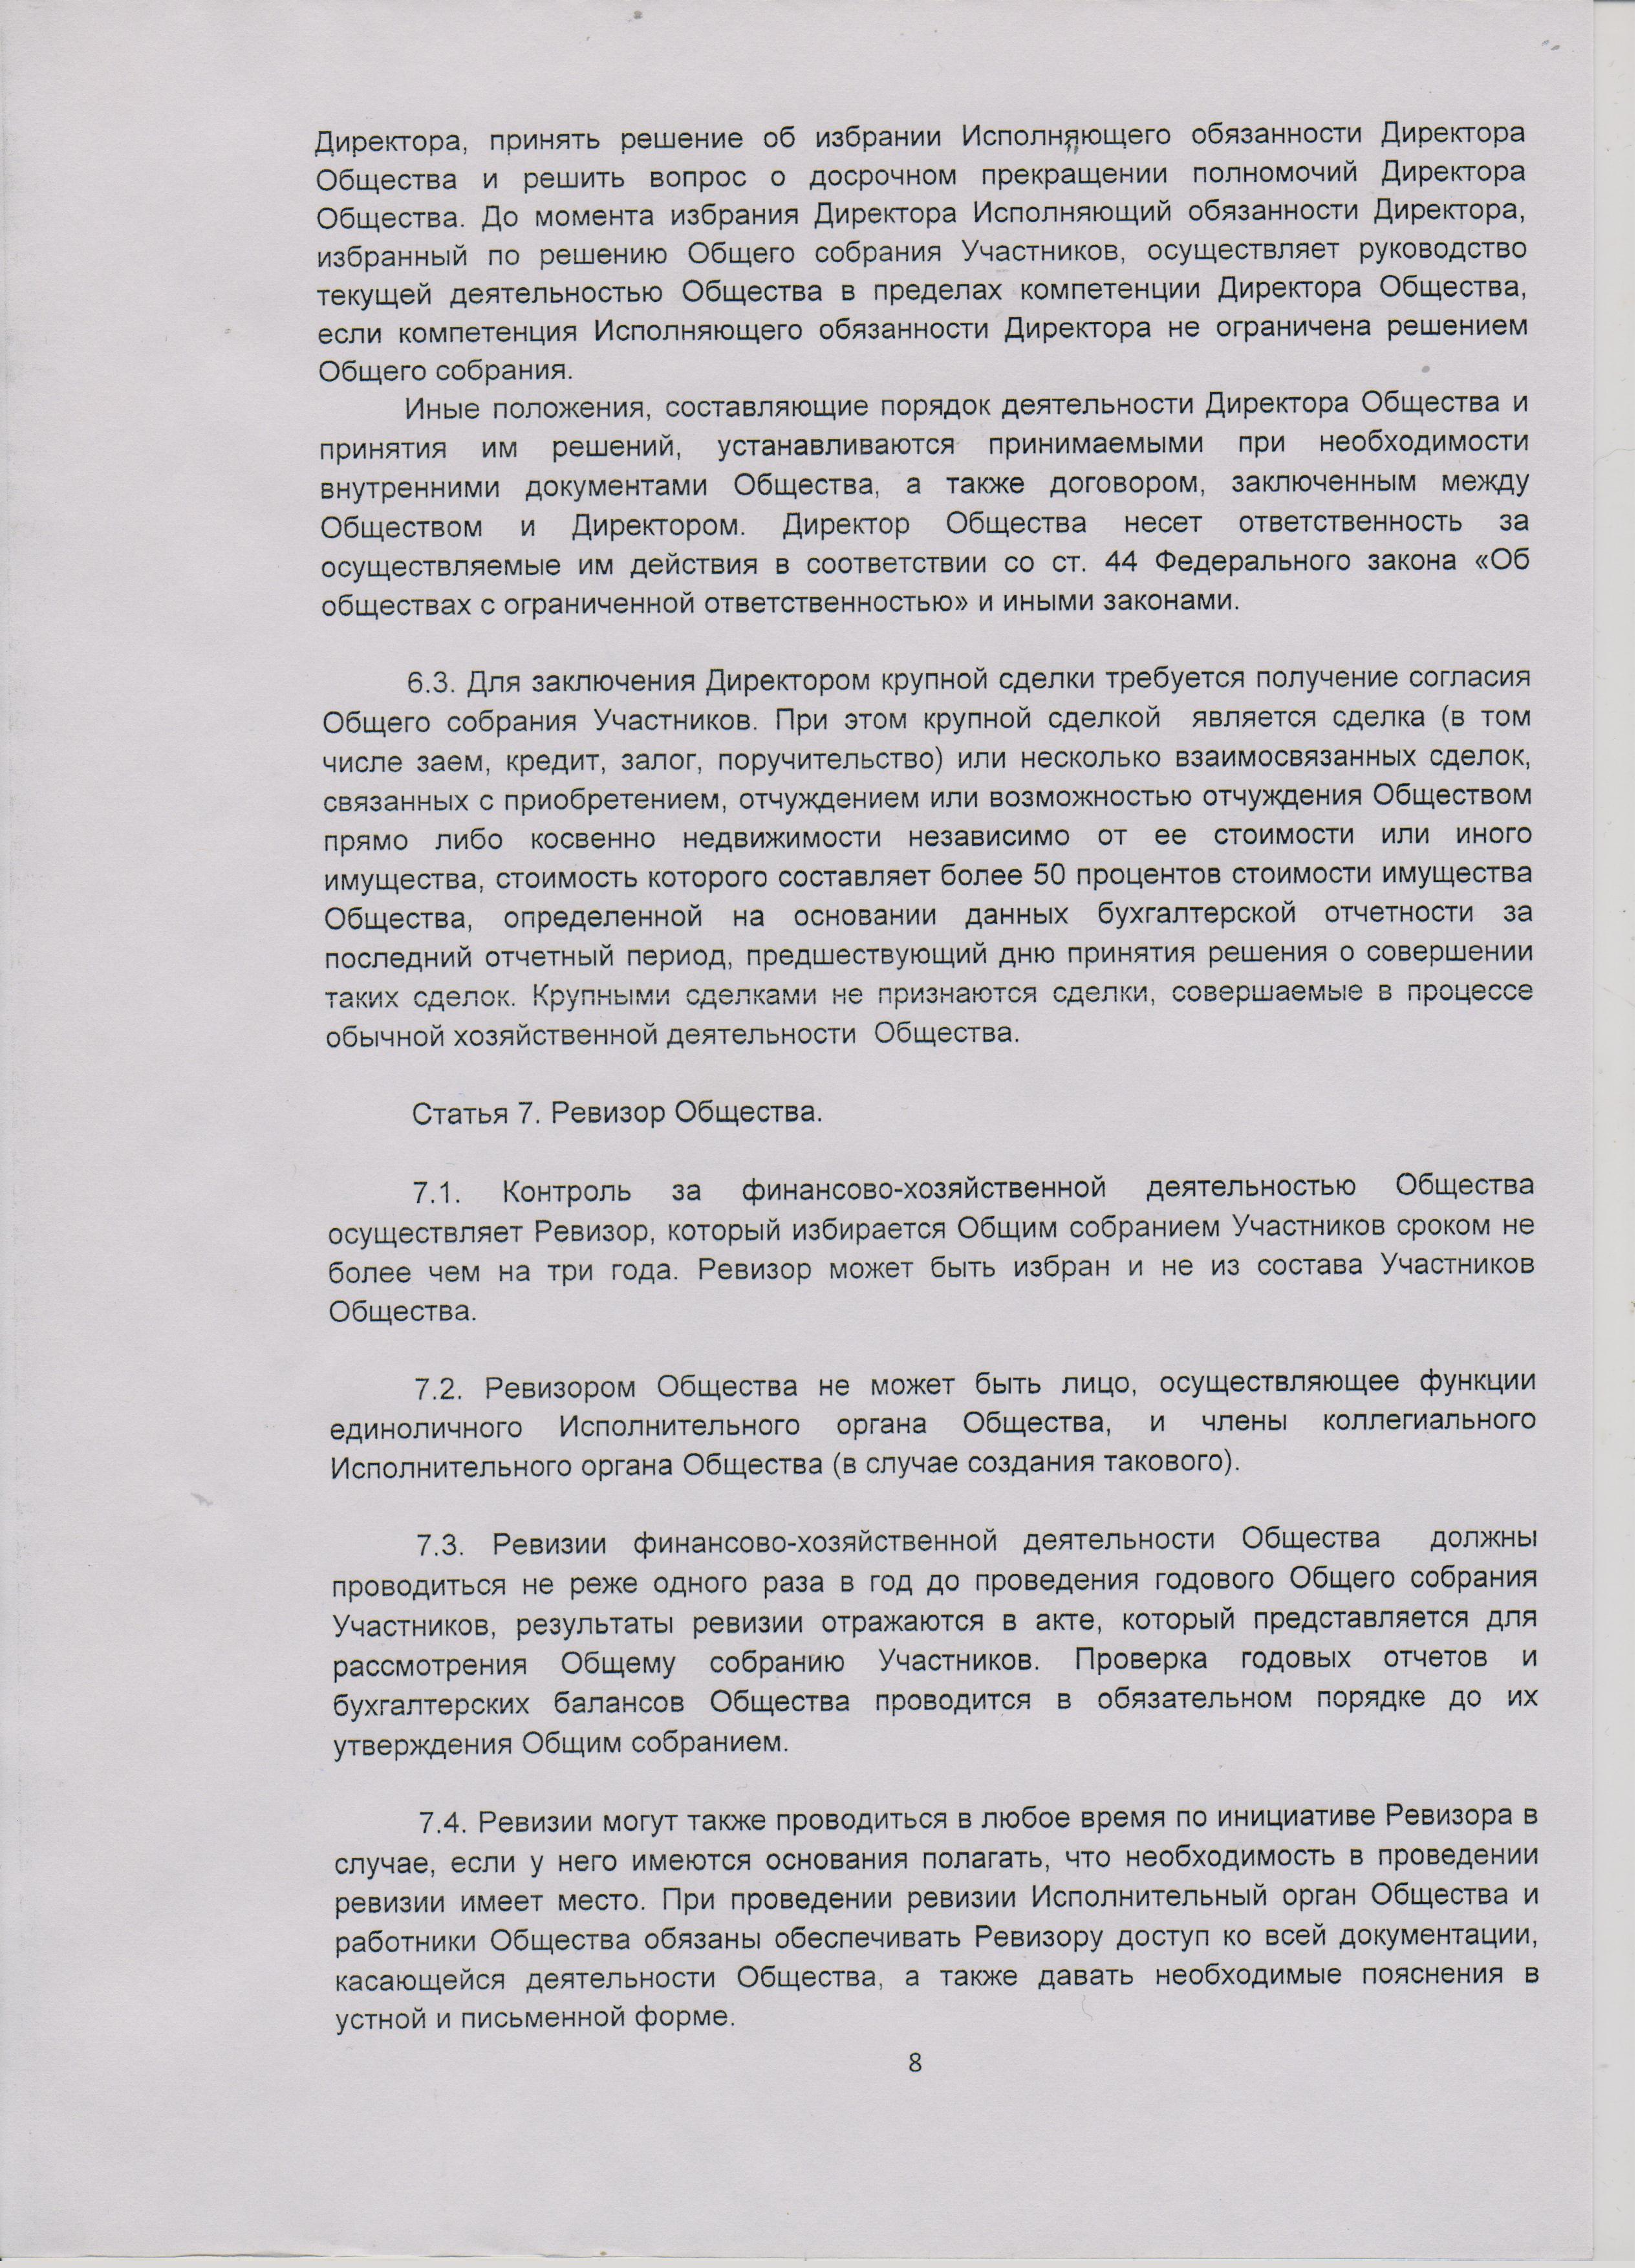 Директора, принять решение об избрании Исполняющего обязанности Директора
Общества и решить вопрос о досрочном прекращении полномочий Директора
Общества. До момента избрания Директора Исполняющий обязанности Директора,
избранный по решению Общего собрания Участников, осуществляет руководство
текущей деятельностью Общества в пределах компетенции Директора Общества,
если компетенция Исполняющего обязанности Директора не ограничена решением
Общего собрания.
Иные положения, составляющие порядок деятельности Директора Общества и
принятия им решений, устанавливаются принимаемыми при необходимости
внутренними документами Общества, а также договором, заключенным между
Обществом и Директором. Директор Общества несет ответственность за
осуществляемые им действия в соответствии со ст. 44 Федерального закона «Об
обществах с ограниченной ответственностью» и иными законами.
6.3. Для заключения Директором крупной сделки требуется получение согласия
Общего собрания Участников. При этом крупной сделкой является сделка (в том
числе заем, кредит, залог, поручительство) или несколько взаимосвязанных сделок,
связанных с приобретением, отчуждением или возможностью отчуждения Обществом
прямо либо косвенно недвижимости независимо от ее стоимости или иного
имущества, стоимость которого составляет более 50 процентов стоимости имущества
Общества, определенной на основании данных бухгалтерской отчетности за
последний отчетный период, предшествующий дню принятия решения о совершении
таких сделок. Крупными сделками не признаются сделки, совершаемые в процессе
обычной хозяйственной деятельности Общества.
Статья 7. Ревизор Общества.
7.1. Контроль за финансово-хозяйственной деятельностью Общества
осуществляет Ревизор, который избирается Общим собранием Участников сроком не
более чем на три года. Ревизор может быть избран и не из состава Участников
Общества.
7.2. Ревизором Общества не может быть лицо, осуществляющее функции
единоличного Исполнительного органа Общества, и члены коллегиального
Исполнительного органа Общества (в случае создания такового).
7.3. Ревизии финансово-хозяйственной деятельности Общества должны
проводиться не реже одного раза в год до проведения годового Общего собрания
Участников, результаты ревизии отражаются в акте, который представляется для
рассмотрения Общему собранию Участников. Проверка годовых отчетов и
бухгалтерских балансов Общества проводится в обязательном порядке до их
утверждения Общим собранием.
7.4. Ревизии могут также проводиться в любое время по инициативе Ревизора в
случае, если у него имеются основания полагать, что необходимость в проведении
ревизии имеет место. При проведении ревизии Исполнительный орган Общества и
работники Общества обязаны обеспечивать Ревизору доступ ко всей документации,
касающейся деятельности Общества, а также давать необходимые пояснения в
устной и письменной форме.
8